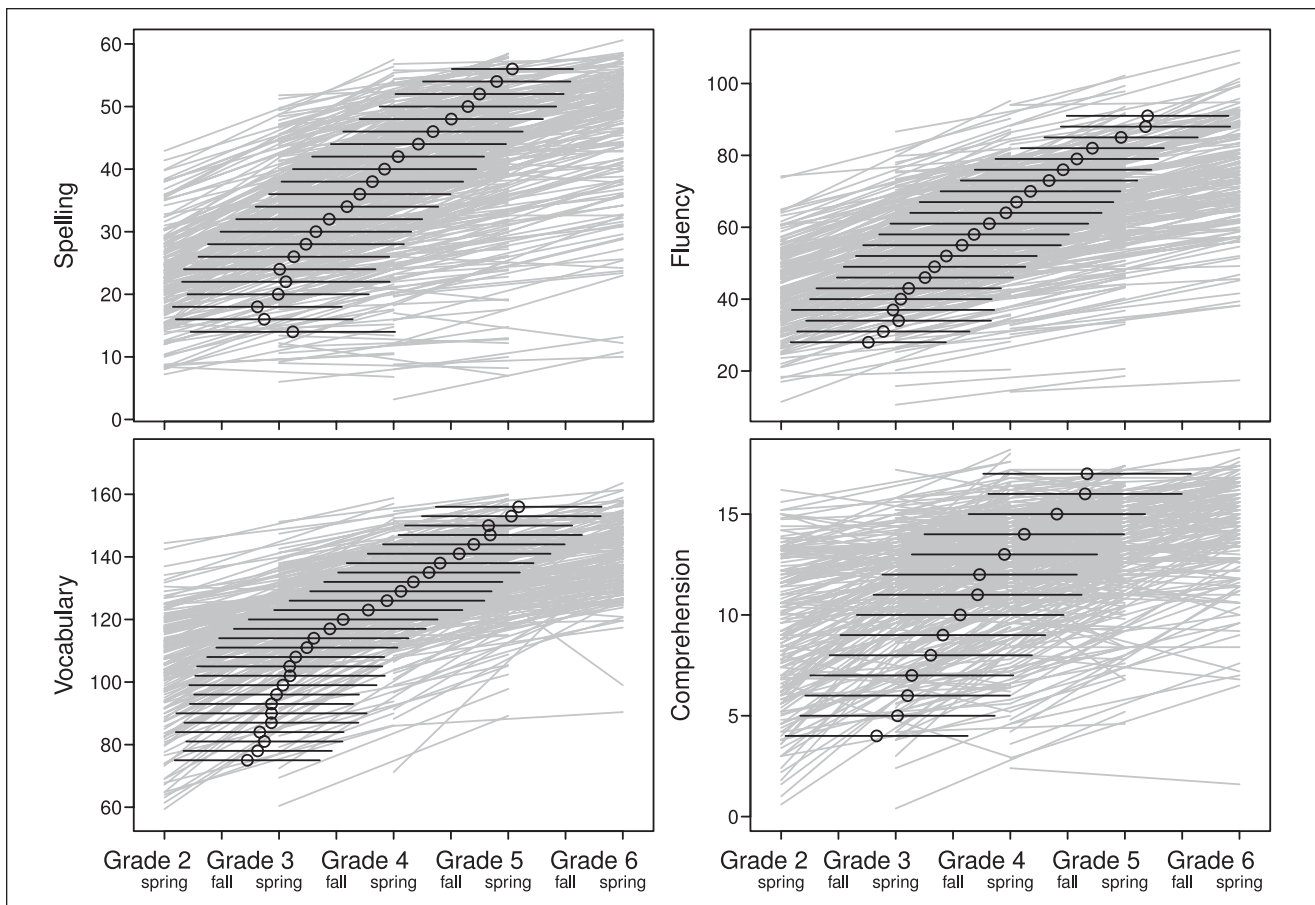 Spelling
60
50
40
30
20
10
0
Fluency
100
80
60
40
20
Vocabulary
160
140
120
100
80
60
Comprehension
15
10
5
0
Grade 2 Grade 3 Grade 4 Grade 5 Grade 6
spring fall spring fall spring fall spring fall spring
Grade 2 Grade 3 Grade 4 Grade 5 Grade 6
spring fall spring fall spring fall spring fall spring